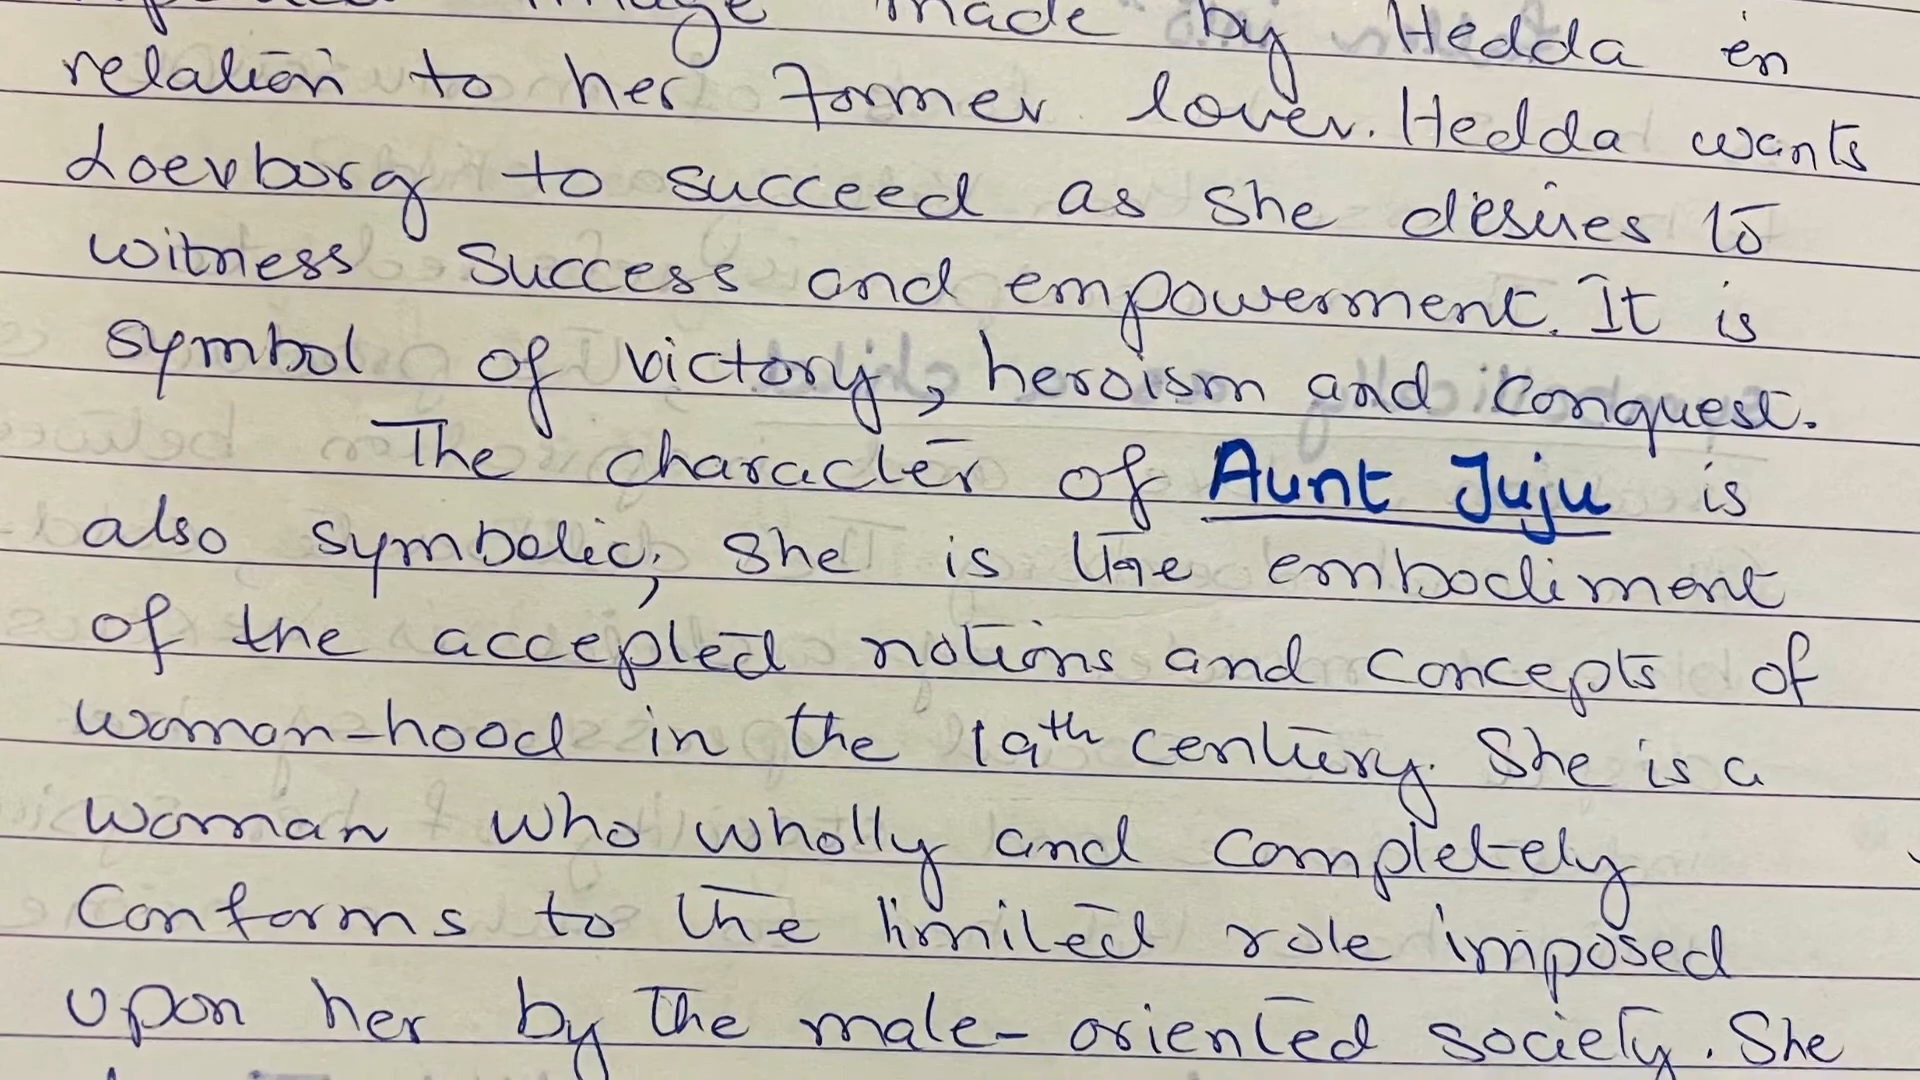 image made by Hedda in
relation to her former lover. Hedda wants
Loevborg to succeed as she desires to
witness success and empowerment. It is
symbol of victory, heroism and conquest.
The character of Aunt Juju is
also symbolic; she is the embodiment
of the accepted notions and concepts of
woman-hood in the 19th century. She is a
woman who wholly and completely
Conforms to the limited role imposed
upon her by the male-oriented society. She